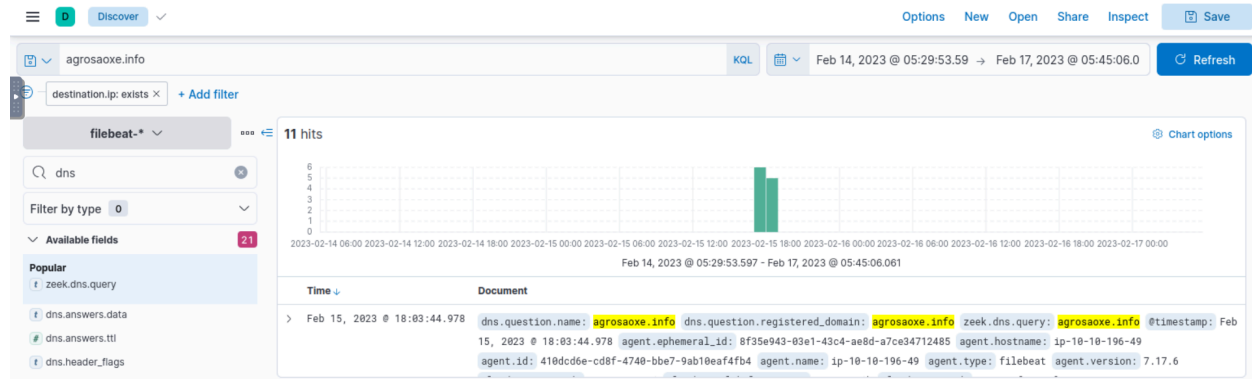 D Discover Options New Open Share Inspect Save
agrosaoxe.info KQL Feb 14, 2023 @ 05:29:53.59 → Feb 17, 2023 @ 05:45:06.0 Refresh
destination.ip: exists × + Add filter
filebeat-*
11 hits
Chart options
dns
Filter by type 0
Available fields 21
Popular
t zeek.dns.query
t dns.answers.data
# dns.answers.ttl
t dns.header_flags
6
5
4
3
2
1
0
2023-02-14 06:00 2023-02-14 12:00 2023-02-14 18:00 2023-02-15 00:00 2023-02-15 06:00 2023-02-15 12:00 2023-02-15 18:00 2023-02-16 00:00 2023-02-16 06:00 2023-02-16 12:00 2023-02-16 18:00 2023-02-17 00:00
Feb 14, 2023 @ 05:29:53.597 - Feb 17, 2023 @ 05:45:06.061
Time ↓ Document
Feb 15, 2023 @ 18:03:44.978 dns.question.name: agrosaoxe.info dns.question.registered_domain: agrosaoxe.info zeek.dns.query: agrosaoxe.info @timestamp: Feb
15, 2023 @ 18:03:44.978 agent.ephemeral_id: 8f35e943-03e1-43c4-ae8d-a7ce34712485 agent.hostname: ip-10-10-196-49
agent.id: 410dcd6e-cd8f-4740-bbe7-9ab10eaf4fb4 agent.name: ip-10-10-196-49 agent.type: filebeat agent.version: 7.17.6